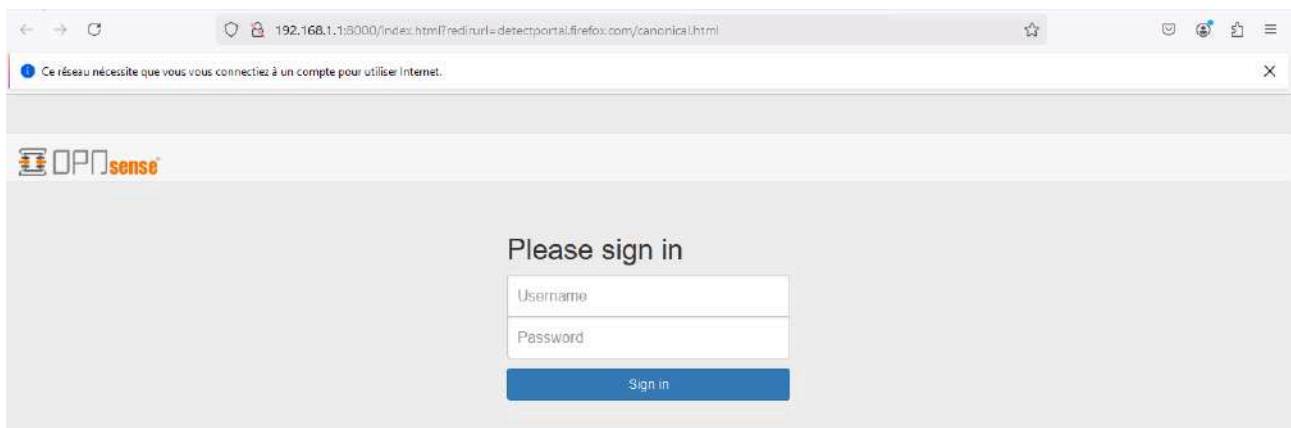 192.168.1.1:8000/index.html?redirurl=detectportal.firefox.com/canonical.html
Ce réseau nécessite que vous vous connectiez à un compte pour utiliser Internet.
OPNsense
Please sign in
Username
Password
Sign in